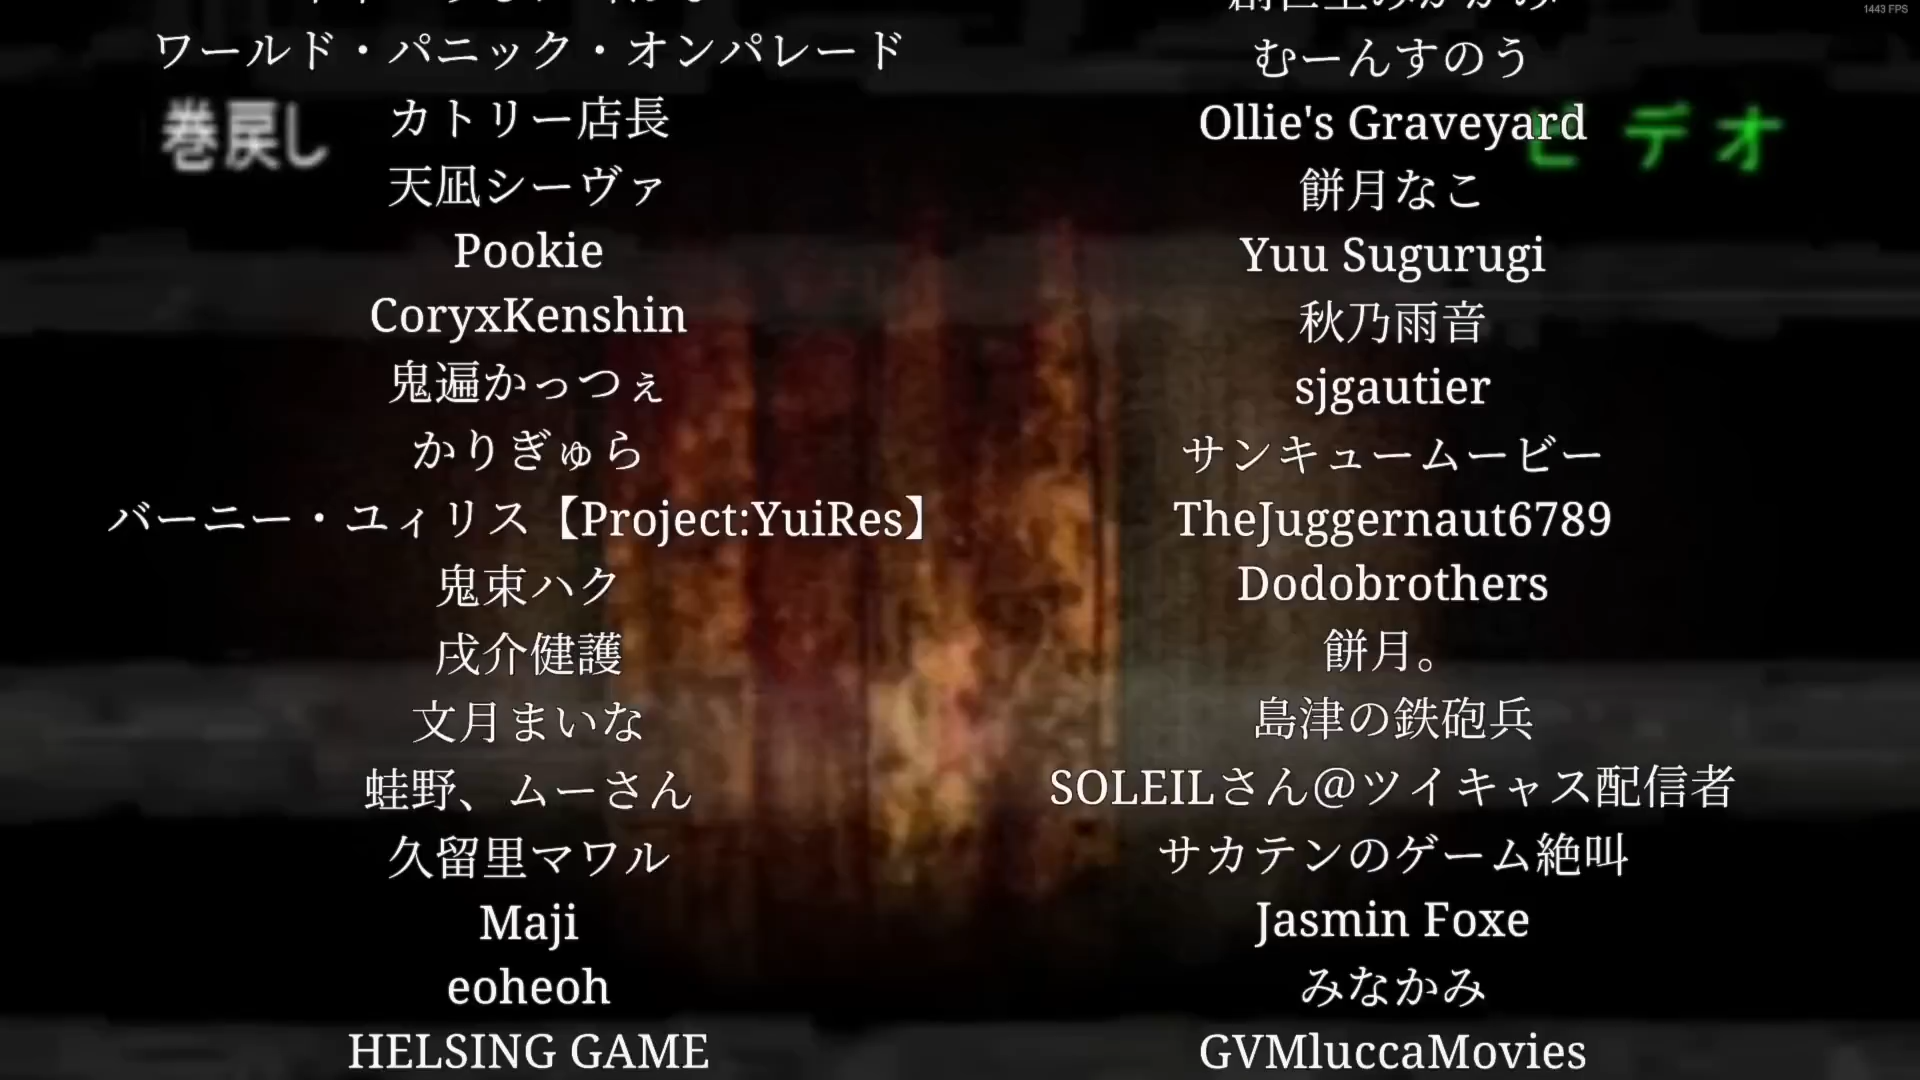 1443 FPS
ワールド・パニック・オンパレード
カトリー店長
天凪シーヴァ
Pookie
CoryxKenshin
鬼遍かっつぇ
かりぎゅら
バーニー・ユィリス【Project:YuiRes】
鬼束ハク
戌介健護
文月まいな
蛙野、ムーさん
久留里マワル
Maji
eoheoh
HELSING GAME
むーんすのう
Ollie's Graveyard
餅月なこ
Yuu Sugurugi
秋乃雨音
sjgautier
サンキュームービー
TheJuggernaut6789
Dodobrothers
餅月。
島津の鉄砲兵
SOLEILさん@ツイキャス配信者
サカテンのゲーム絶叫
Jasmin Foxe
みなかみ
GVMluccaMovies
巻戻し
ビデオ